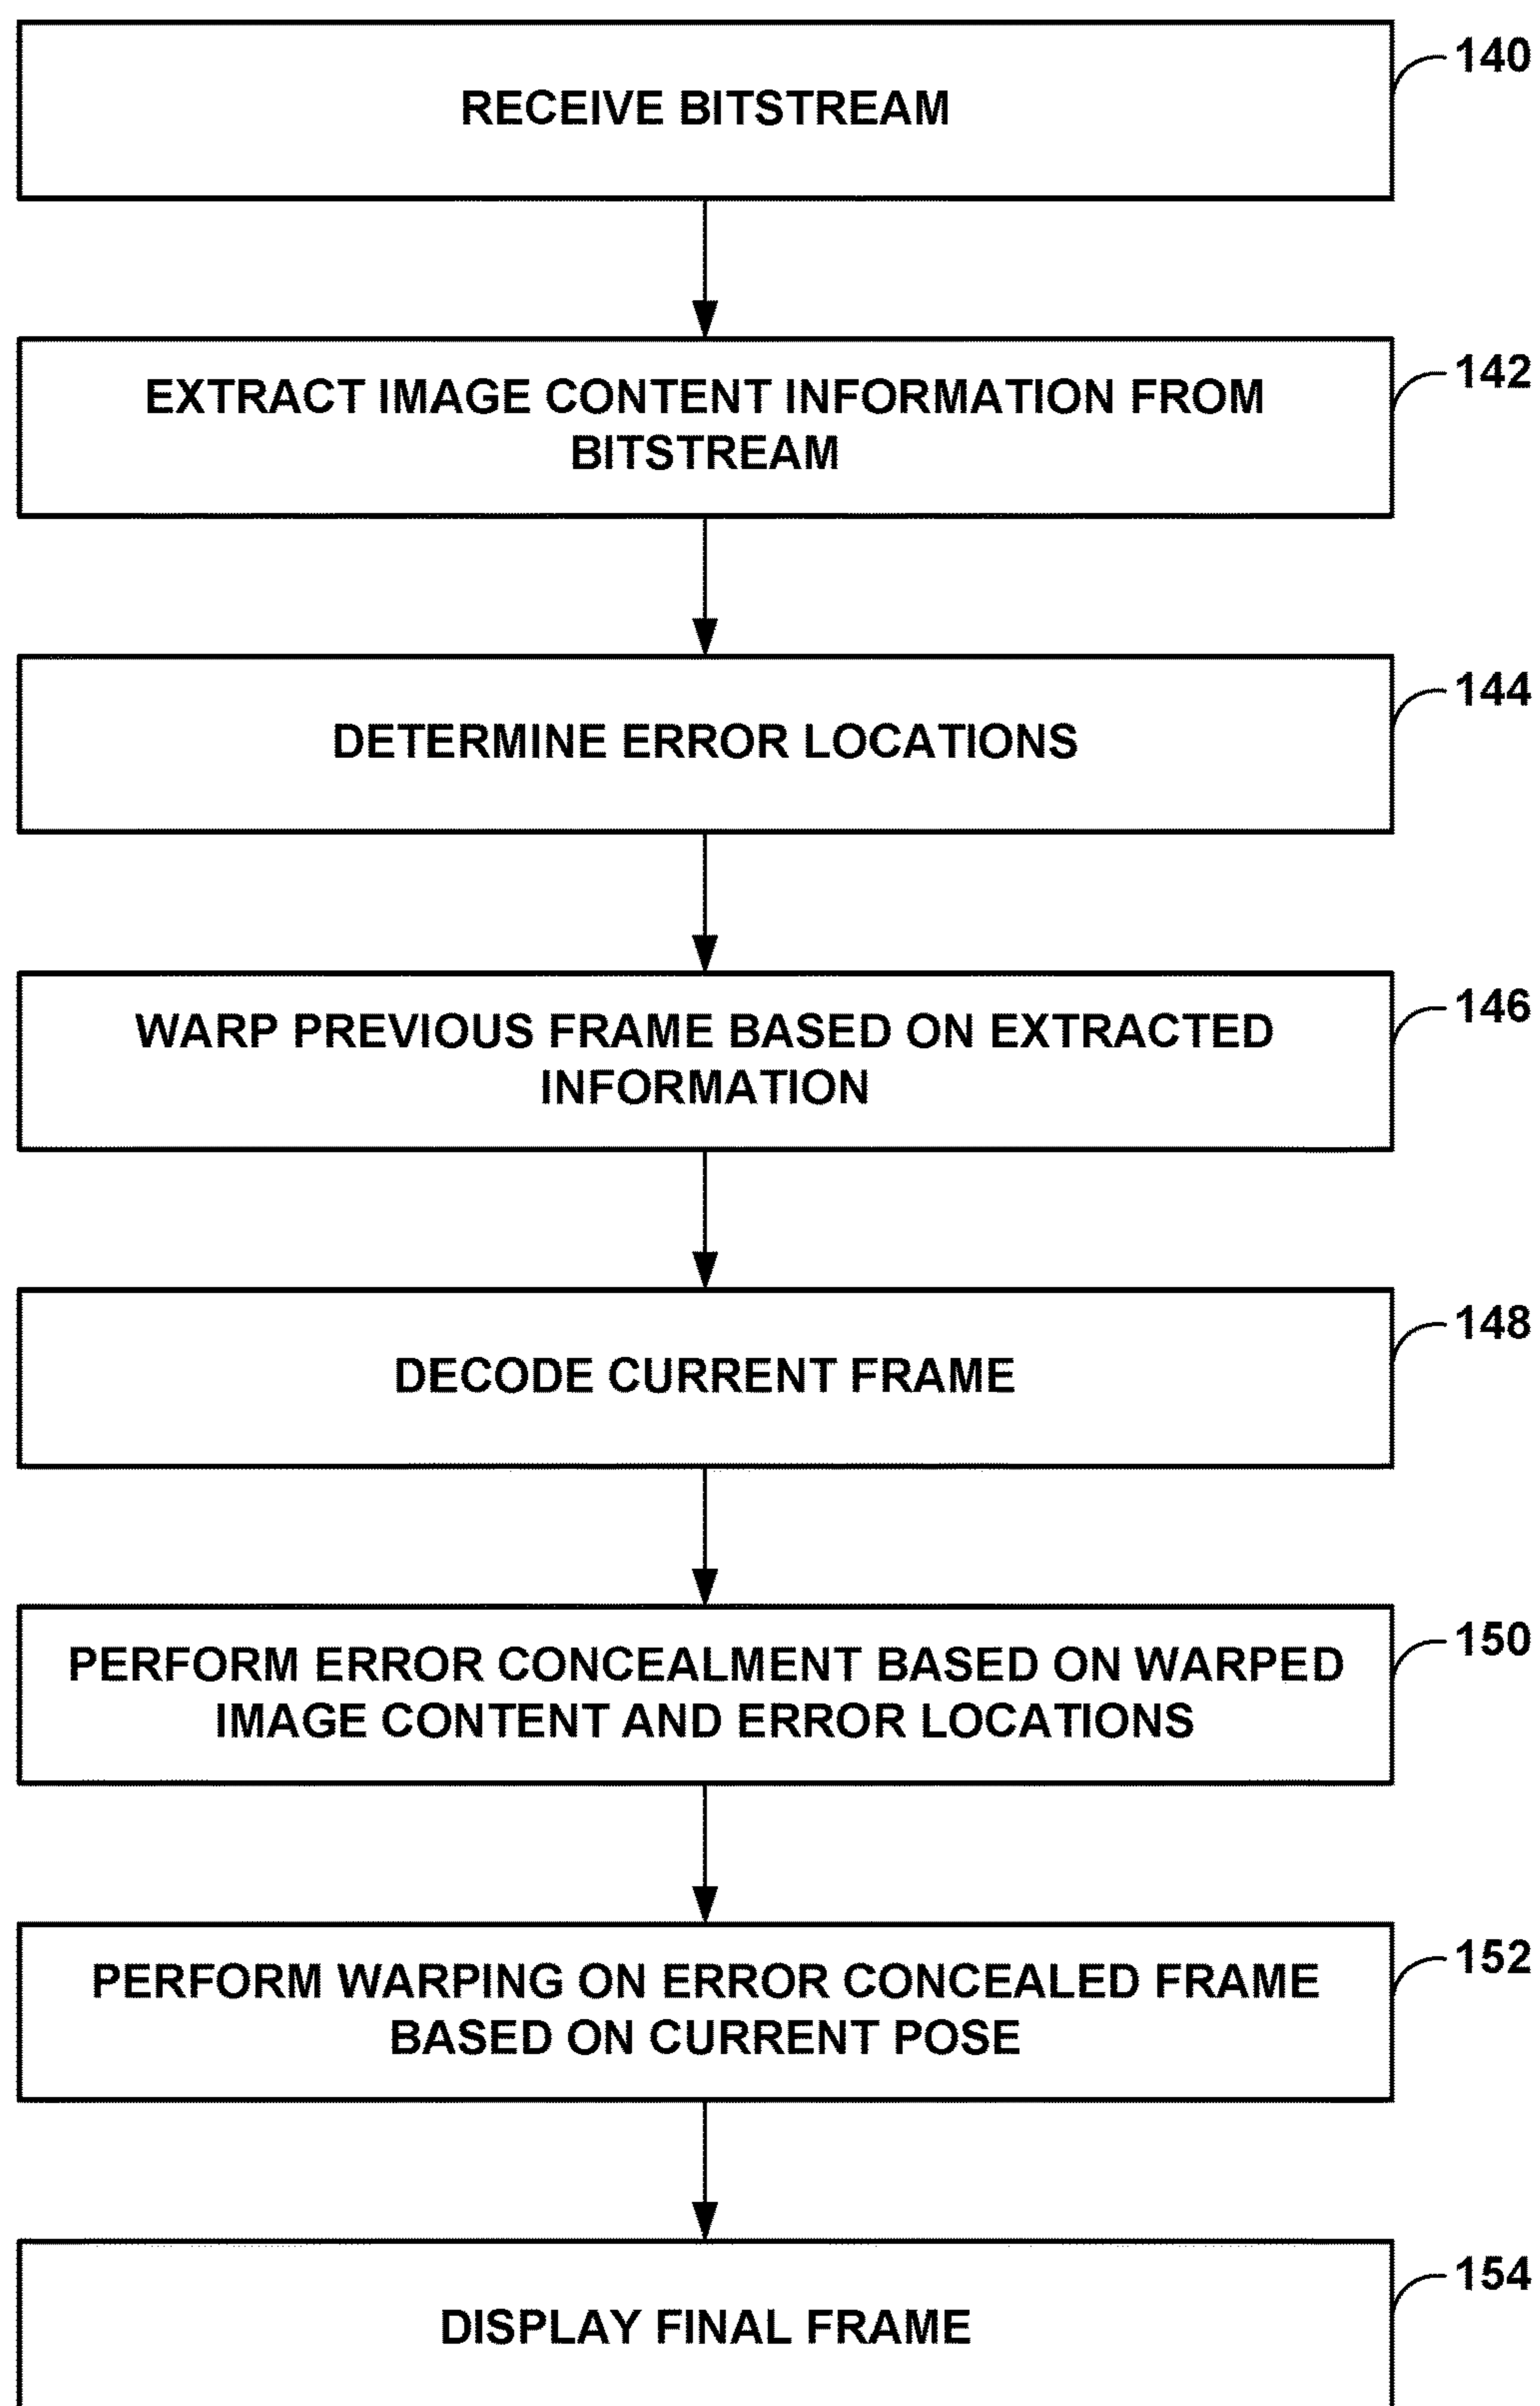 140
RECEIVE BITSTREAM
142
EXTRACT IMAGE CONTENT INFORMATION FROM
BITSTREAM
144
DETERMINE ERROR LOCATIONS
146
WARP PREVIOUS FRAME BASED ON EXTRACTED
INFORMATION
148
DECODE CURRENT FRAME
150
PERFORM ERROR CONCEALMENT BASED ON WARPED
IMAGE CONTENT AND ERROR LOCATIONS
152
PERFORM WARPING ON ERROR CONCEALED FRAME
BASED ON CURRENT POSE
154
DISPLAY FINAL FRAME